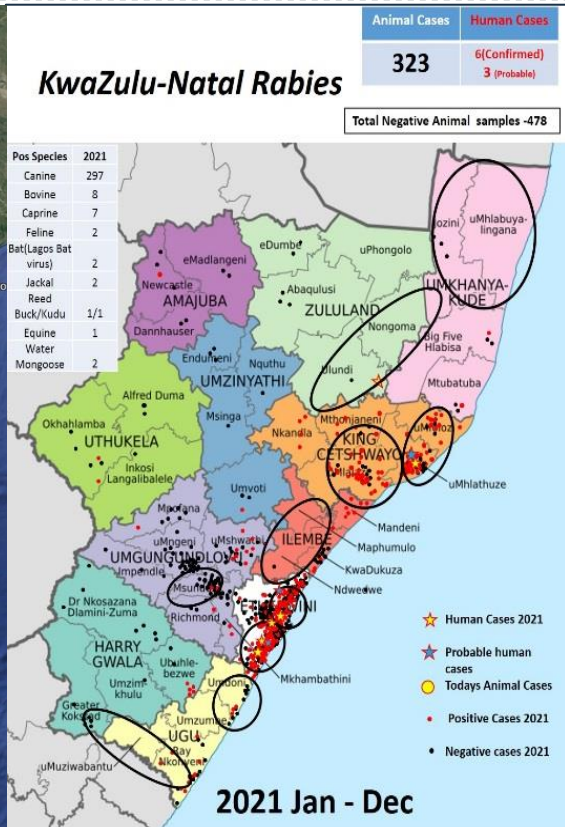 Animal Cases Human Cases
323 6(Confirmed)
3 (Probable)
KwaZulu-Natal Rabies
Total Negative Animal samples -478
Pos Species 2021
Canine 297
Bovine 8
Caprine 7
Feline 2
Bat(Lagos Bat
virus) 2
Jackal 2
Reed
Buck/Kudu 1/1
Equine 1
Water
Mongoose 2
uMhlabuya-
lingana
eDumbe
uPhongolo
eMadlangeni
Newcastle
AMAJUBA
Abaqulusi
ZULULAND
UMKHANYA-
KUDE
Dannhauser
Nongoma
Big Five
Hlabisa
Endumeni
Nquthu
Ulundi
UMZINYATHI
Mtubatuba
Alfred Duma
Okhahlamba
UTHUKELA
Msinga
Nkandla
Mthonjaneni
KING
CETSHWAYO
Inkosi
Langalibalele
Umvoti
uMhlathuze
Mpofana
Mandeni
uMngeni
uMshwathi
ILEMBE
Maphumulo
UMGUNGUNDLOVU
Impendle
KwaDukuza
Ndwedwe
Richmond
Dr Nkosazana
Dlamini-Zuma
HARRY
GWALA
Ubuhle-
bezwe
Mkhambathini
Umzim-
khulu
Umdoni
Greater
Kokstad
Umzumbe
UGU
Ray
Nkonyeni
uMuziwabantu
Human Cases 2021
Probable human
cases
Todays Animal Cases
Positive Cases 2021
Negative cases 2021
2021 Jan - Dec